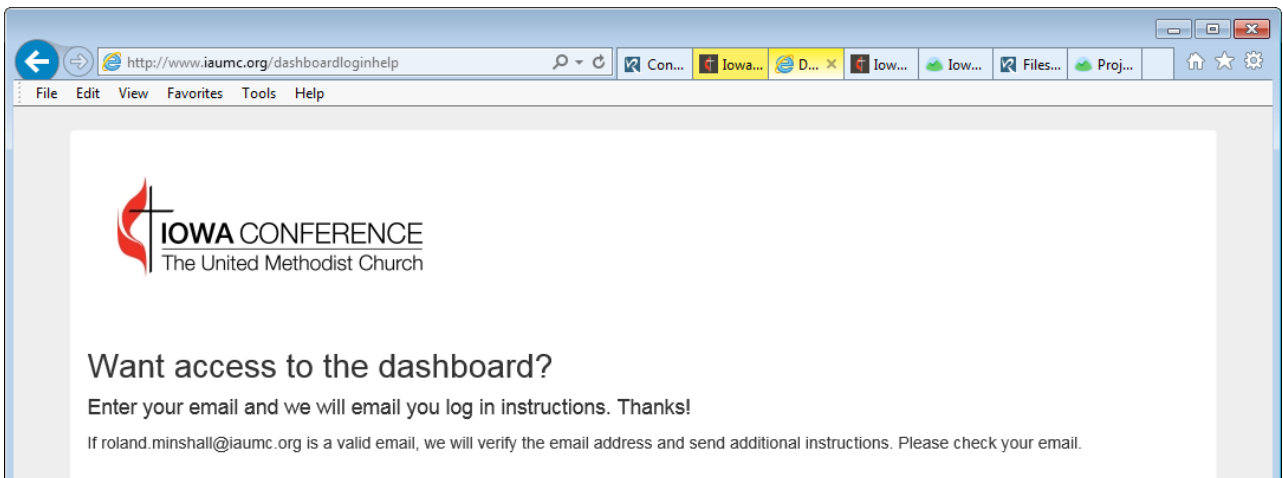 http://www.iaumc.org/dashboardloginhelp Con... Iowa... D... Iow... Iow... Files... Proj...
File Edit View Favorites Tools Help
IOWA CONFERENCE
The United Methodist Church
Want access to the dashboard?
Enter your email and we will email you log in instructions. Thanks!
If roland.minshall@iaumc.org is a valid email, we will verify the email address and send additional instructions. Please check your email.